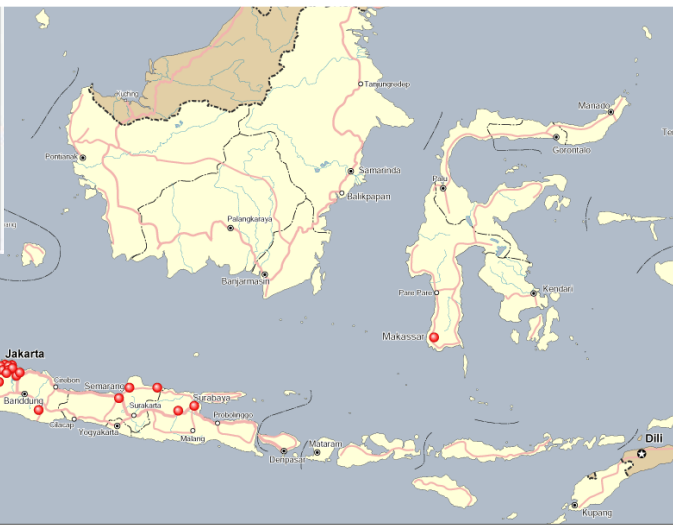 Kuching
Tanjungredep
Manado
Gorontalo
Pontianak
Samarinda
Palu
Balikpapan
Palangkaraya
Banjarmasin
Pare Pare
Kendari
Makassar
Jakarta
Cirebon
Semarang
Banddung
Surabaya
Surakarta
Probolinggo
Cilacap
Yogyakarta
Malang
Mataram
Denpasar
Dili
Kupang